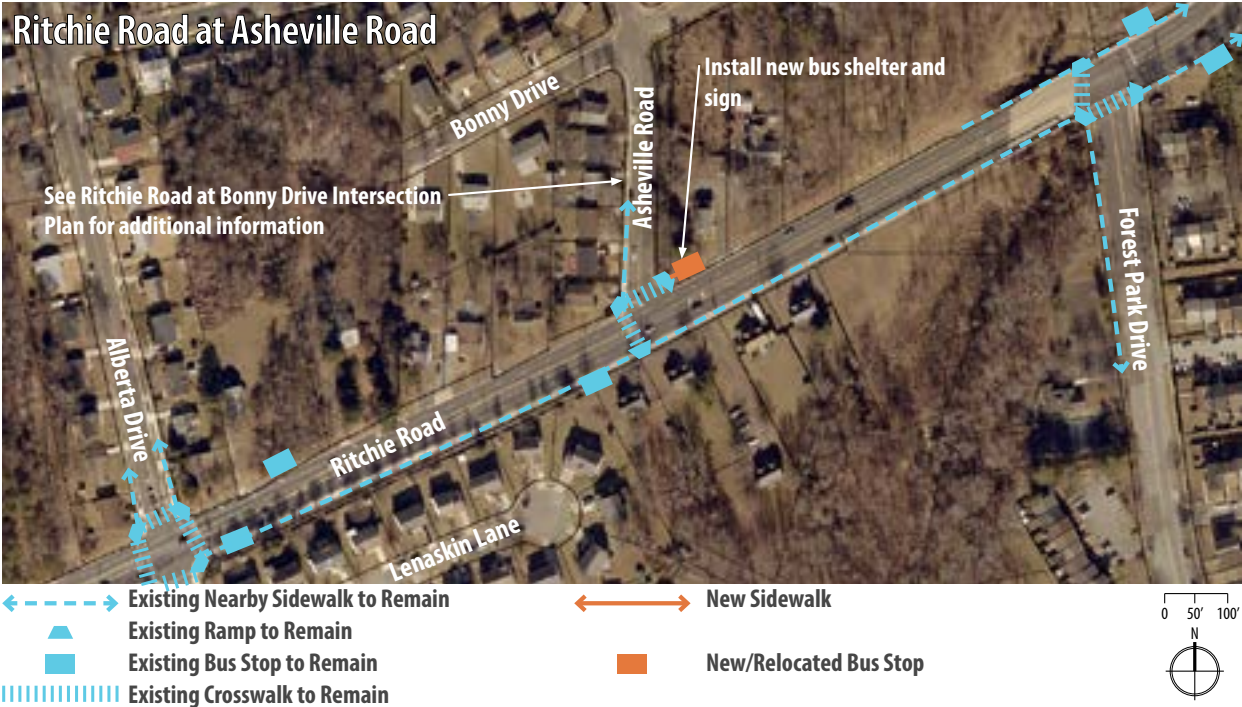 Ritchie Road at Asheville Road
Install new bus shelter and
sign
Bonny Drive
Asheville Road
See Ritchie Road at Bonny Drive Intersection
Plan for additional information
Forest Park Drive
Alberta Drive
Ritchie Road
Lenaskin Lane
Existing Nearby Sidewalk to Remain
New Sidewalk
Existing Ramp to Remain
Existing Bus Stop to Remain
New/Relocated Bus Stop
Existing Crosswalk to Remain
0 50' 100'
N